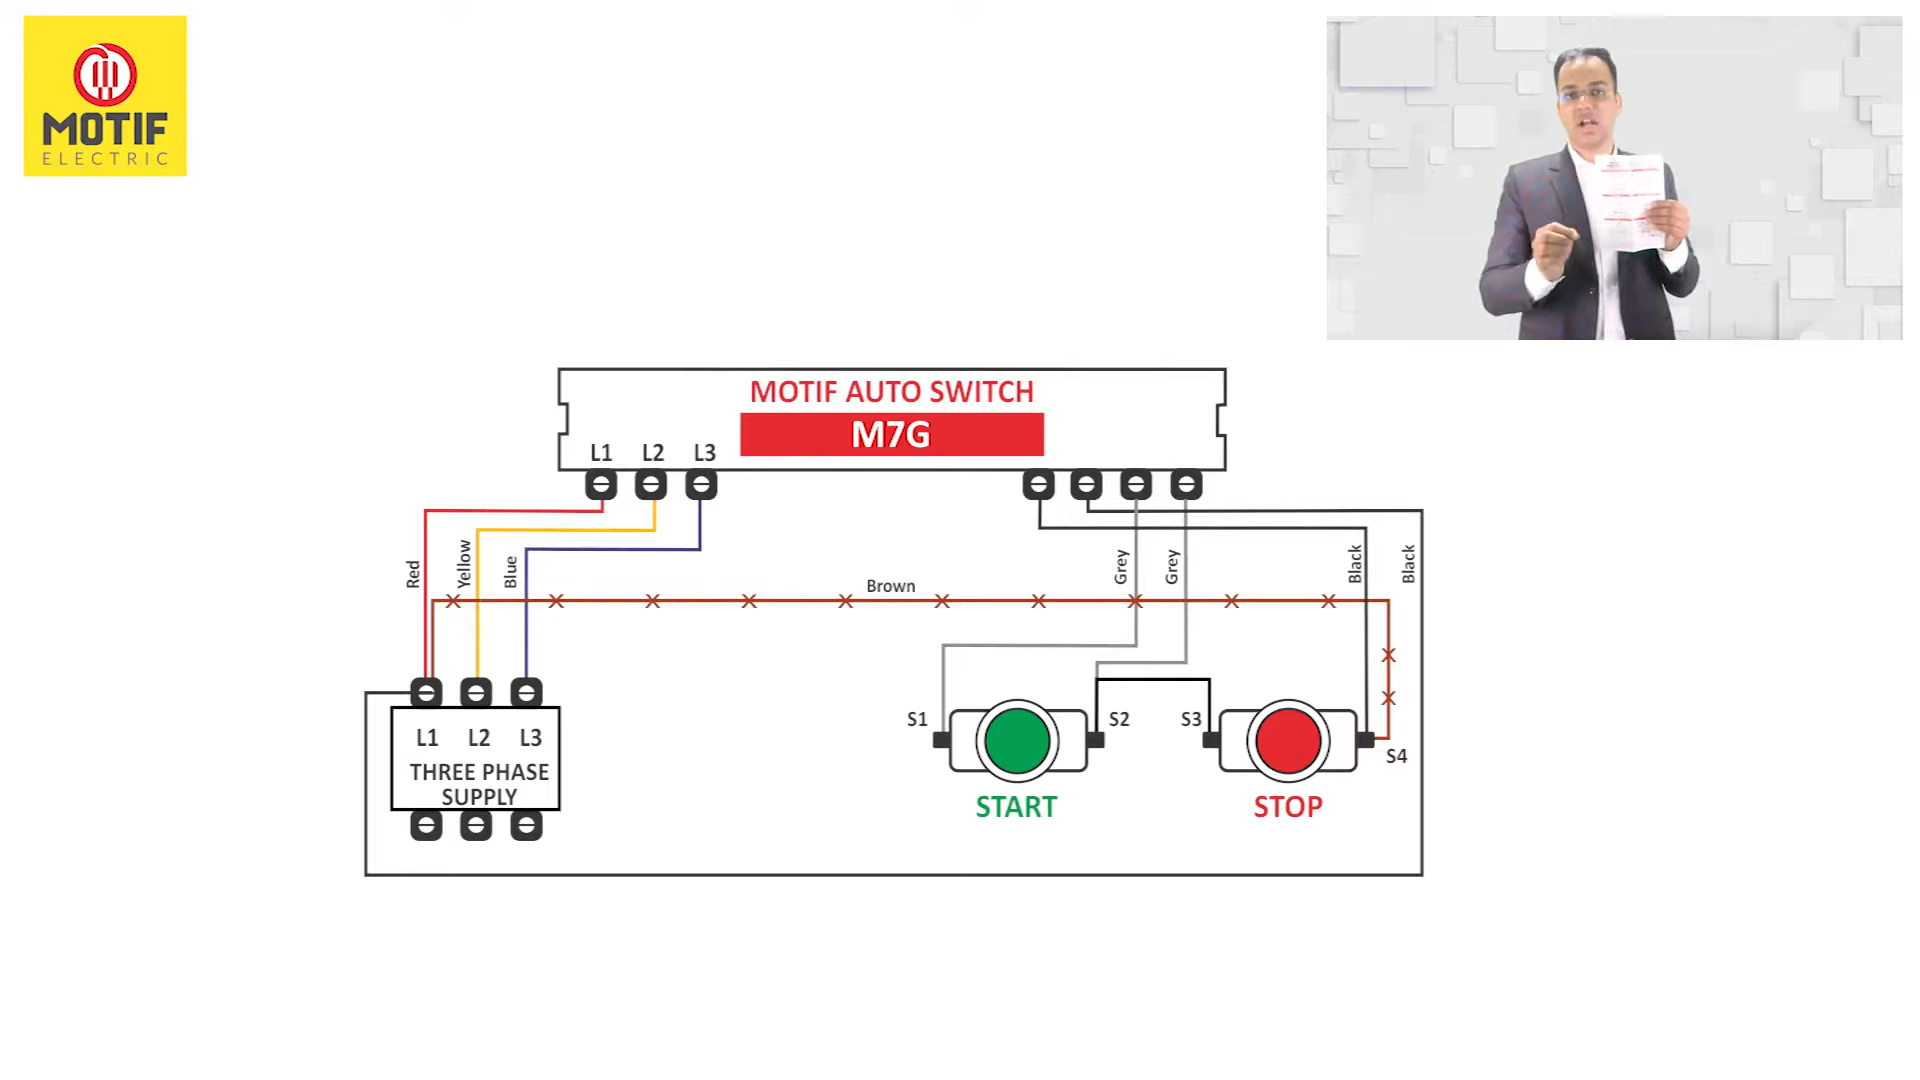 MOTIF
ELECTRIC
MOTIF AUTO SWITCH
M7G
L1 L2 L3
Red
Yellow
Blue
Brown
Grey
Grey
Black
Black
S1
S2
S3
S4
L1 L2 L3
THREE PHASE
SUPPLY
START
STOP